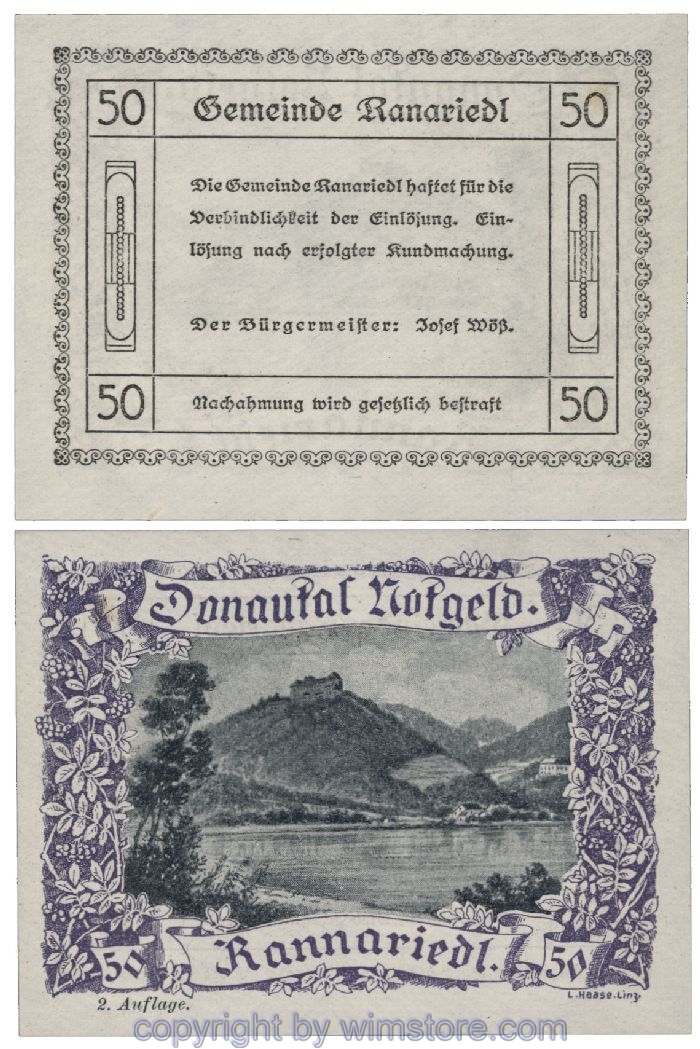 50 Gemeinde Kanariedl 50
Die Gemeinde Kanariedl haftet für die
Verbindlichkeit der Einlösung. Ein-
lösung nach erfolgter Kundmachung.
Der Bürgermeister: Josef Wöß.
50 Nachahmung wird gesetzlich bestraft 50
Donautal Notgeld.
50 Rannariedl. 50
2. Auflage.
L. Haase. Linz.
copyright by wimstore.com